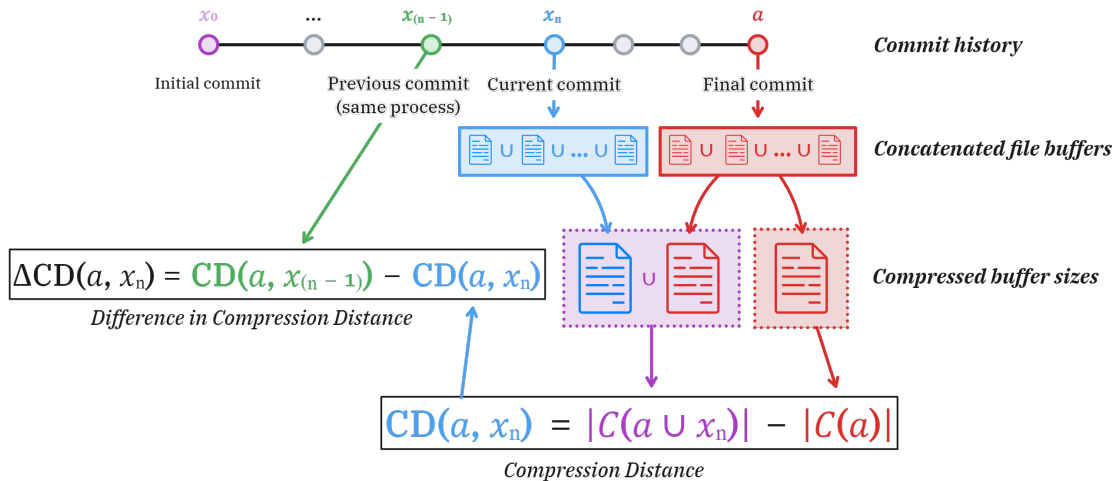 x₀ ... x₍ₙ ₋ ₁₎ xₙ a
Commit history
Initial commit
Previous commit
(same process)
Current commit
Final commit
∪ ∪ ... ∪
∪ ∪ ... ∪
Concatenated file buffers
∪
Compressed buffer sizes
ΔCD(a, xₙ) = CD(a, x₍ₙ ₋ ₁₎) − CD(a, xₙ)
Difference in Compression Distance
CD(a, xₙ) = |C(a ∪ xₙ)| − |C(a)|
Compression Distance